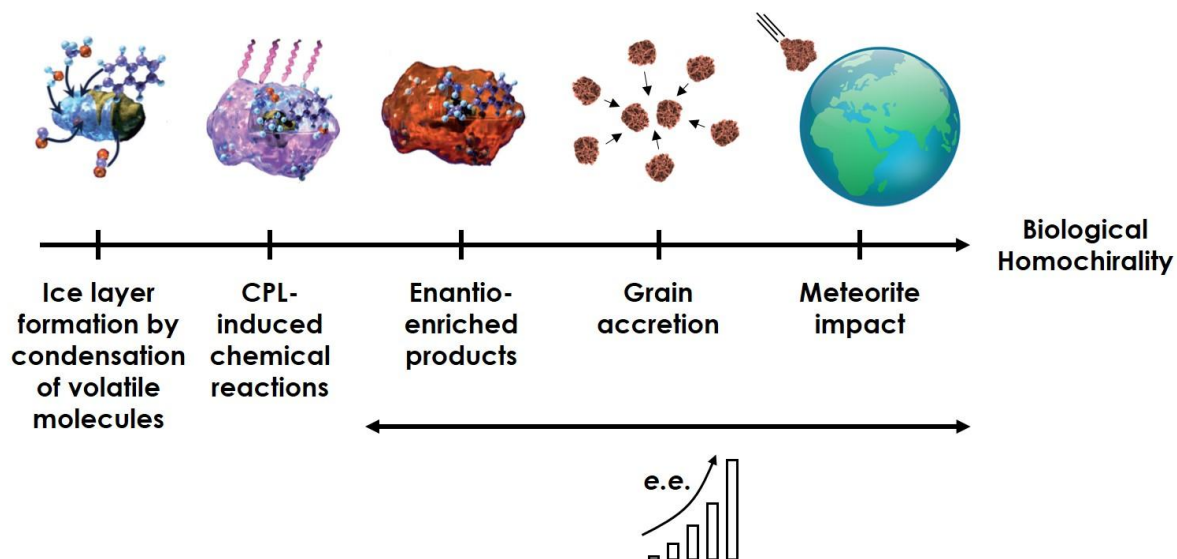 Ice layer
formation by
condensation
of volatile
molecules
CPL-
induced
chemical
reactions
Enantio-
enriched
products
Grain
accretion
Meteorite
impact
Biological
Homochirality
e.e.